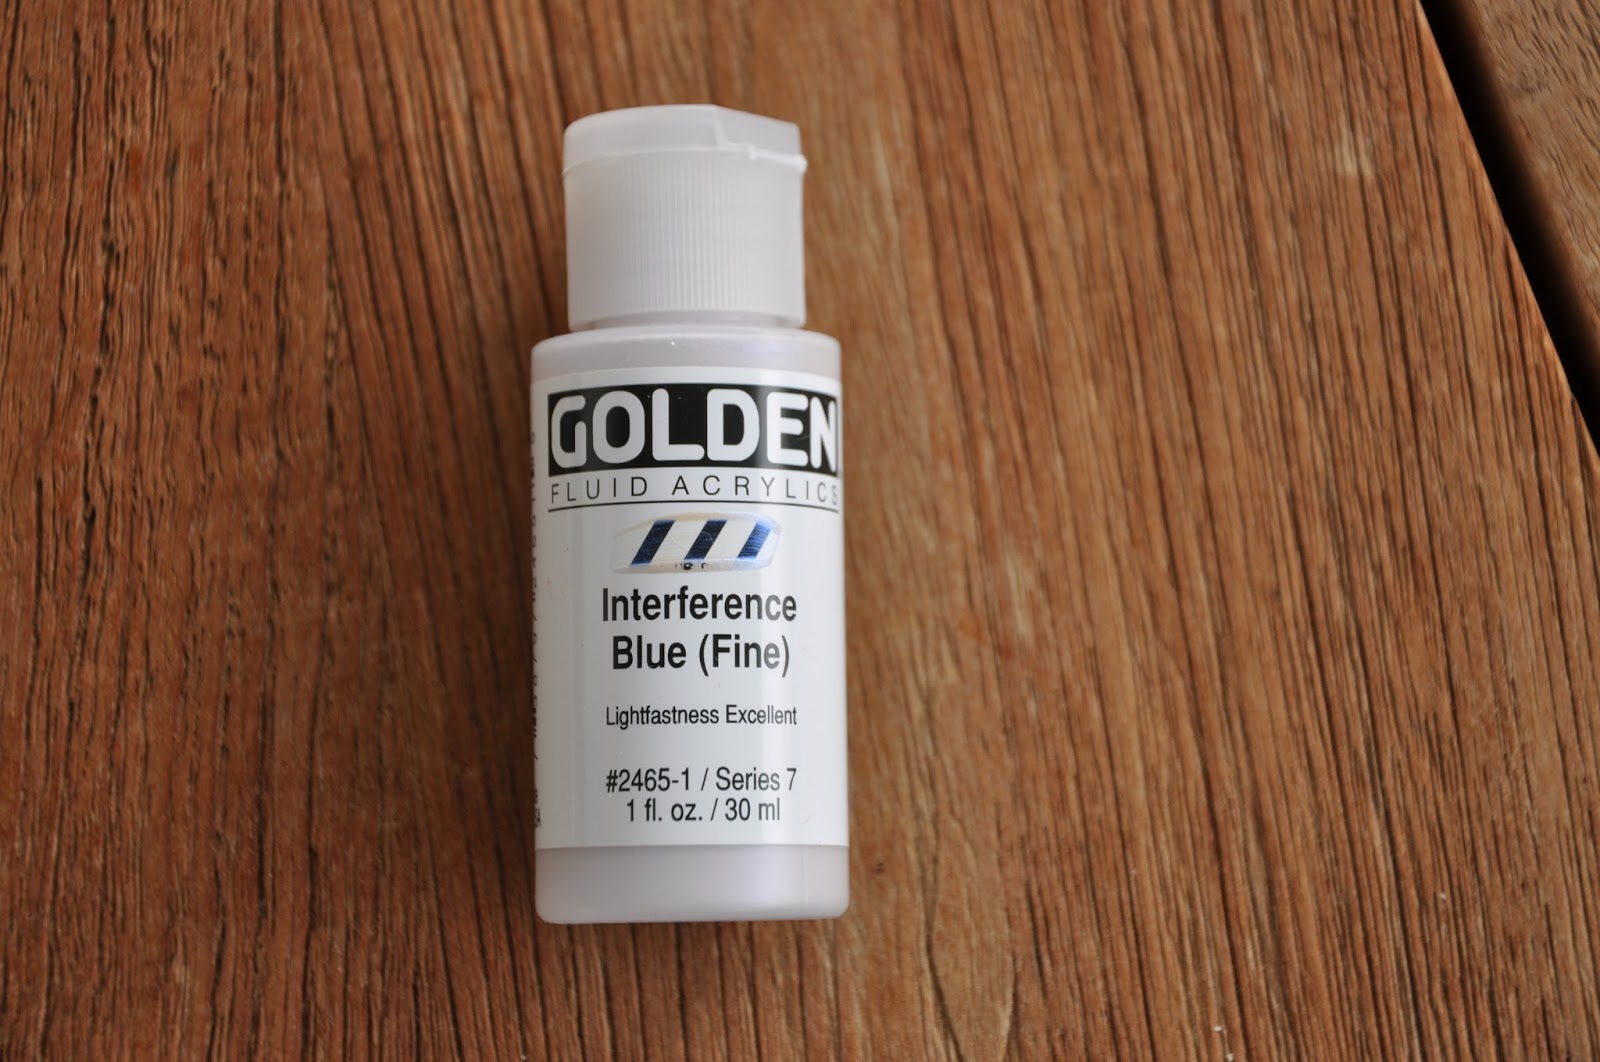 GOLDEN
FLUID ACRYLICS
Interference
Blue (Fine)
Lightfastness Excellent
#2465-1 / Series 7
1 fl. oz. / 30 ml